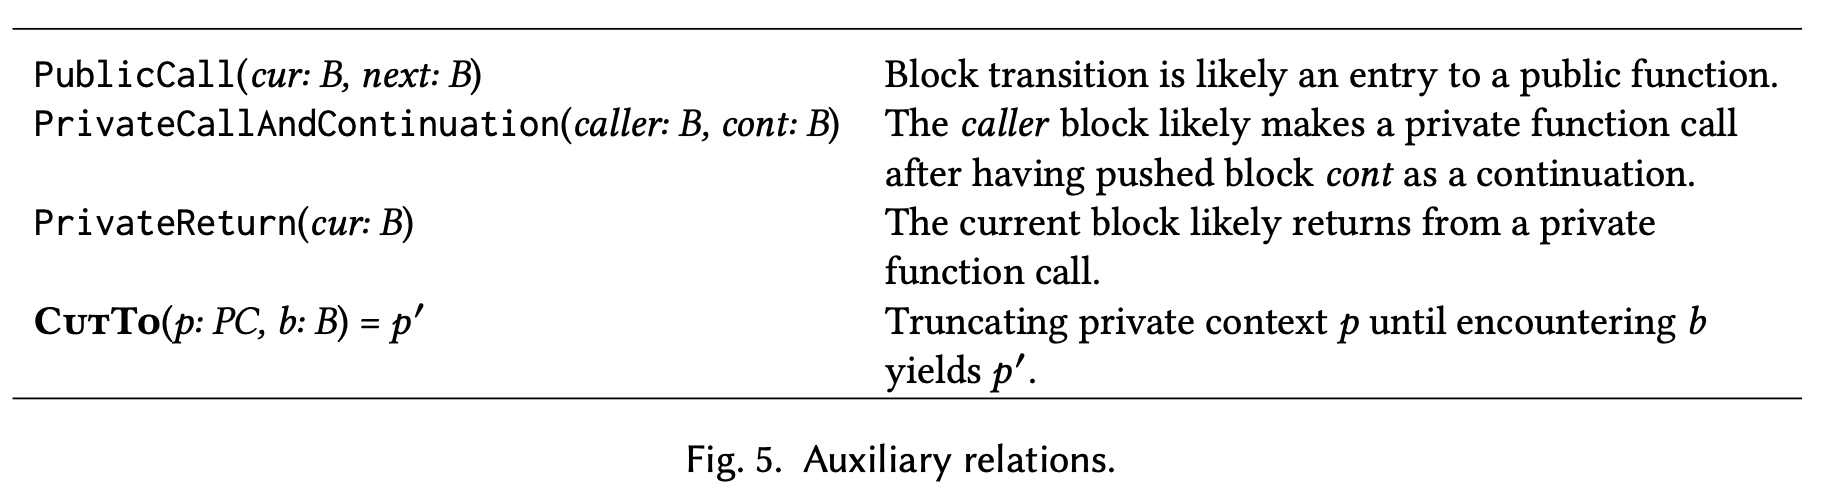 PublicCall(cur: B, next: B) Block transition is likely an entry to a public function.
PrivateCallAndContinuation(caller: B, cont: B) The caller block likely makes a private function call
after having pushed block cont as a continuation.
PrivateReturn(cur: B) The current block likely returns from a private
function call.
CutTo(p: PC, b: B) = p′ Truncating private context p until encountering b
yields p′.
Fig. 5. Auxiliary relations.